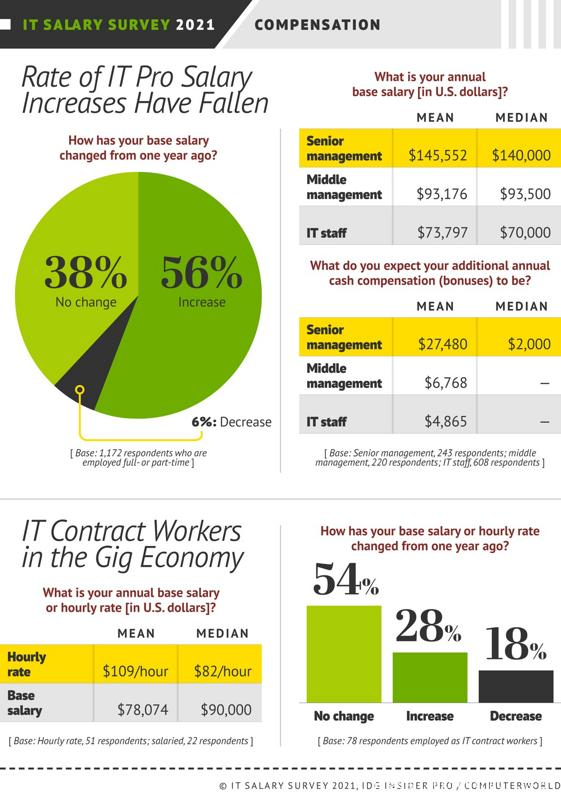 IT SALARY SURVEY 2021
COMPENSATION
Rate of IT Pro Salary
Increases Have Fallen
How has your base salary
changed from one year ago?
38%
No change
56%
Increase
6%: Decrease
[ Base: 1,172 respondents who are
employed full- or part-time ]
What is your annual
base salary [in U.S. dollars]?
MEAN MEDIAN
Senior
management $145,552 $140,000
Middle
management $93,176 $93,500
IT staff $73,797 $70,000
What do you expect your additional annual
cash compensation (bonuses) to be?
MEAN MEDIAN
Senior
management $27,480 $2,000
Middle
management $6,768 —
IT staff $4,865 —
[ Base: Senior management, 243 respondents; middle
management, 220 respondents; IT staff, 608 respondents ]
IT Contract Workers
in the Gig Economy
What is your annual base salary
or hourly rate [in U.S. dollars]?
MEAN MEDIAN
Hourly
rate $109/hour $82/hour
Base
salary $78,074 $90,000
[ Base: Hourly rate, 51 respondents; salaried, 22 respondents ]
How has your base salary or hourly rate
changed from one year ago?
54%
28%
18%
No change Increase Decrease
[ Base: 78 respondents employed as IT contract workers ]
© IT SALARY SURVEY 2021, IDG INSIDER PRO / COMPUTERWORLD